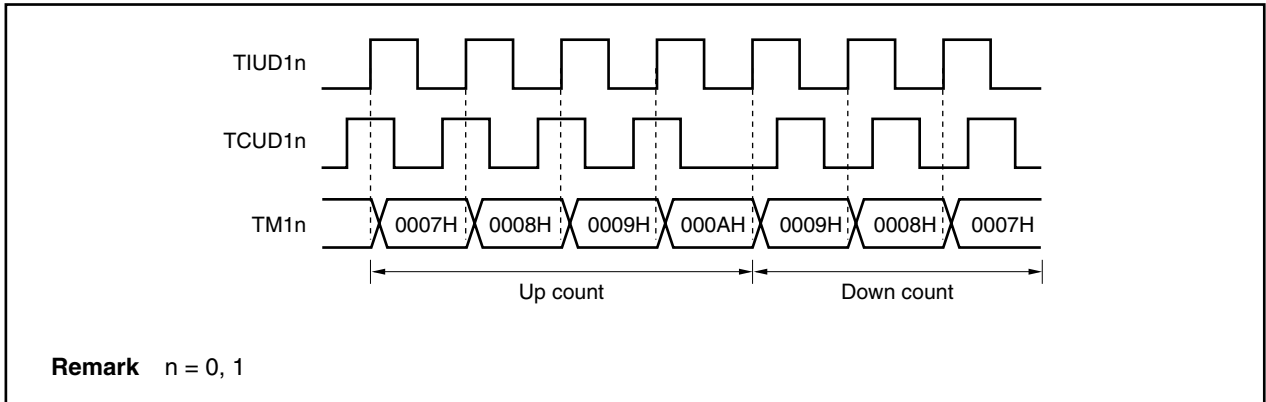 TIUD1n
TCUD1n
TM1n 0007H 0008H 0009H 000AH 0009H 0008H 0007H
Up count Down count
Remark n = 0, 1